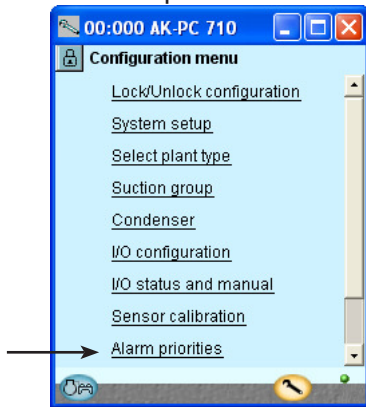 00:000 AK-PC 710
Configuration menu
Lock/Unlock configuration
System setup
Select plant type
Suction group
Condenser
I/O configuration
I/O status and manual
Sensor calibration
Alarm priorities